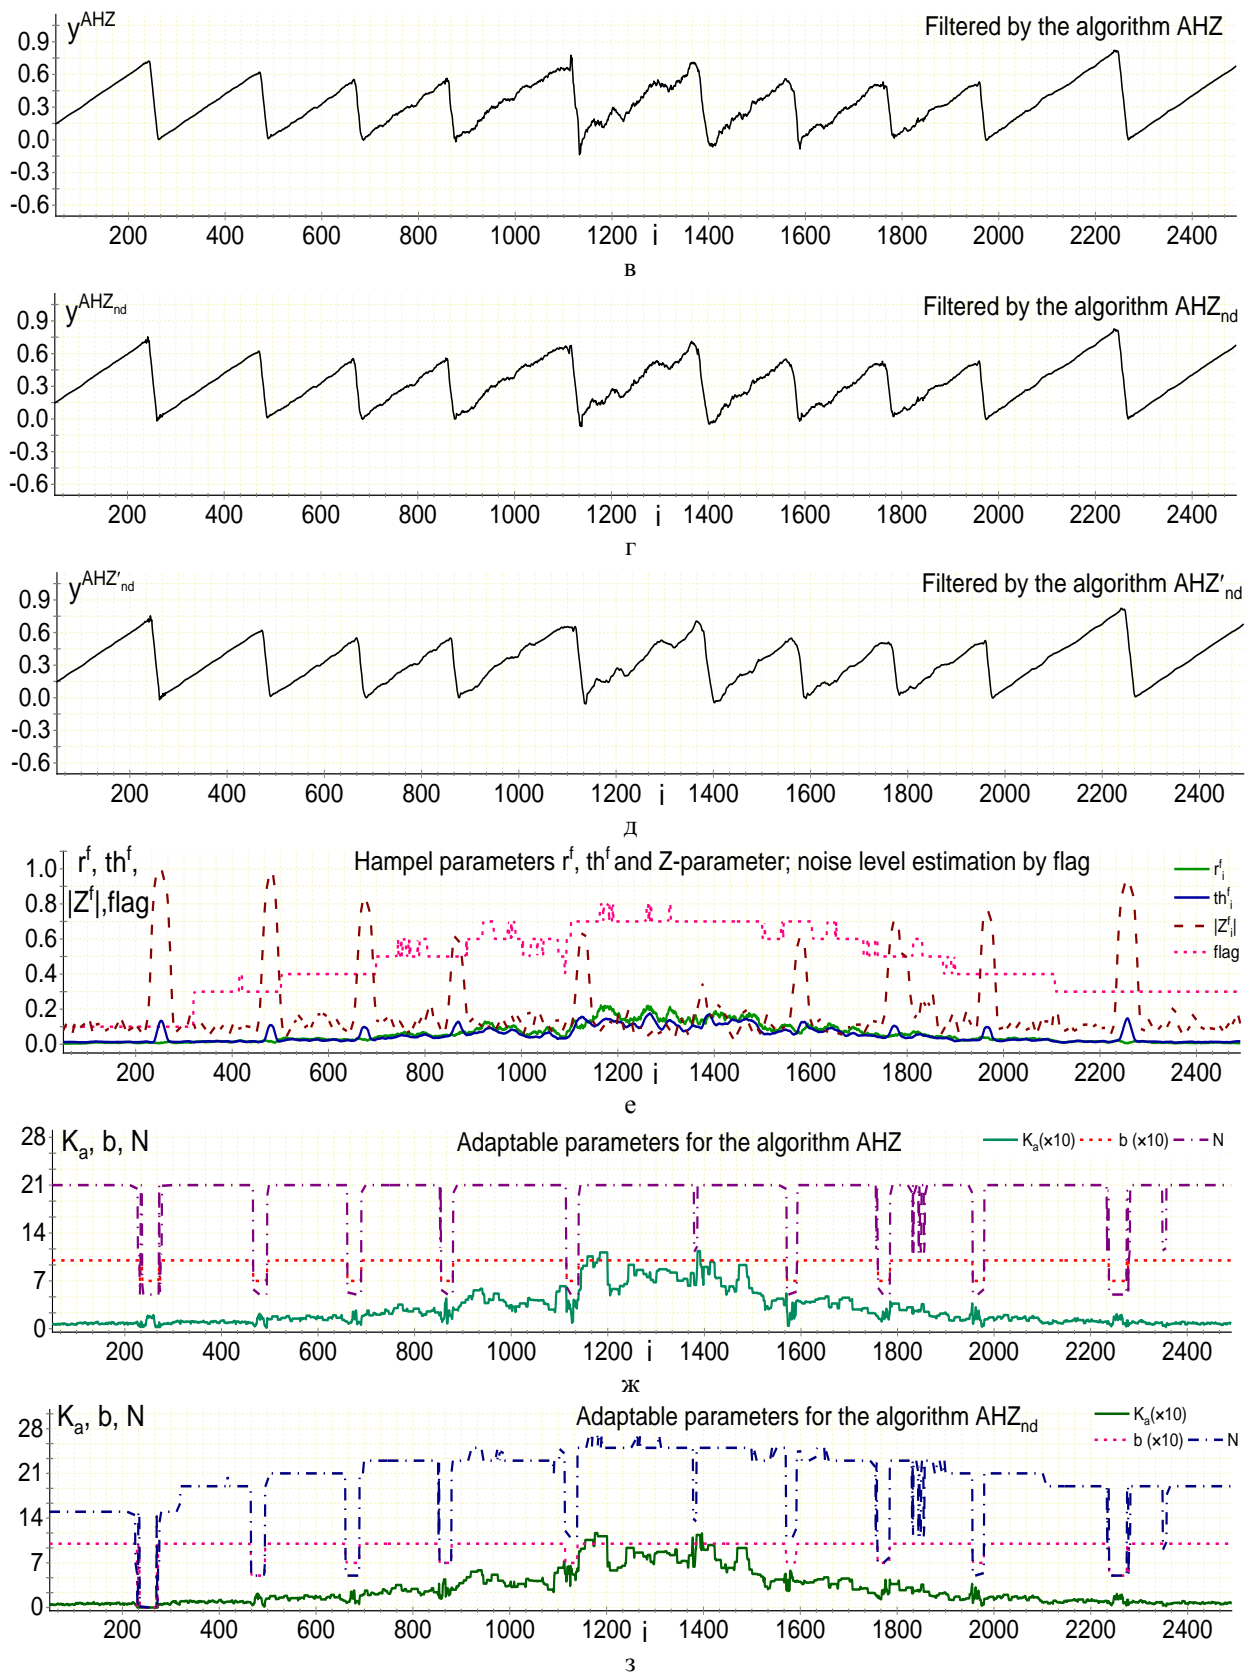 y^AHZ Filtered by the algorithm AHZ
0.9
0.6
0.3
0.0
-0.3
-0.6
200 400 600 800 1000 1200 i 1400 1600 1800 2000 2200 2400
в
y^AHZ_nd Filtered by the algorithm AHZ_nd
0.9
0.6
0.3
0.0
-0.3
-0.6
200 400 600 800 1000 1200 i 1400 1600 1800 2000 2200 2400
г
y^AHZ'_nd Filtered by the algorithm AHZ'_nd
0.9
0.6
0.3
0.0
-0.3
-0.6
200 400 600 800 1000 1200 i 1400 1600 1800 2000 2200 2400
д
r^f, th^f, Hampel parameters r^f, th^f and Z-parameter; noise level estimation by flag
|Z^f|,flag
r^f_i
th^f_i
|Z^f_i|
flag
1.0
0.8
0.6
0.4
0.2
0.0
200 400 600 800 1000 1200 i 1400 1600 1800 2000 2200 2400
е
K_a, b, N Adaptable parameters for the algorithm AHZ K_a(×10) b (×10) N
28
21
14
7
0
200 400 600 800 1000 1200 i 1400 1600 1800 2000 2200 2400
ж
K_a, b, N Adaptable parameters for the algorithm AHZ_nd K_a(×10)
b (×10) N
28
21
14
7
0
200 400 600 800 1000 1200 i 1400 1600 1800 2000 2200 2400
з